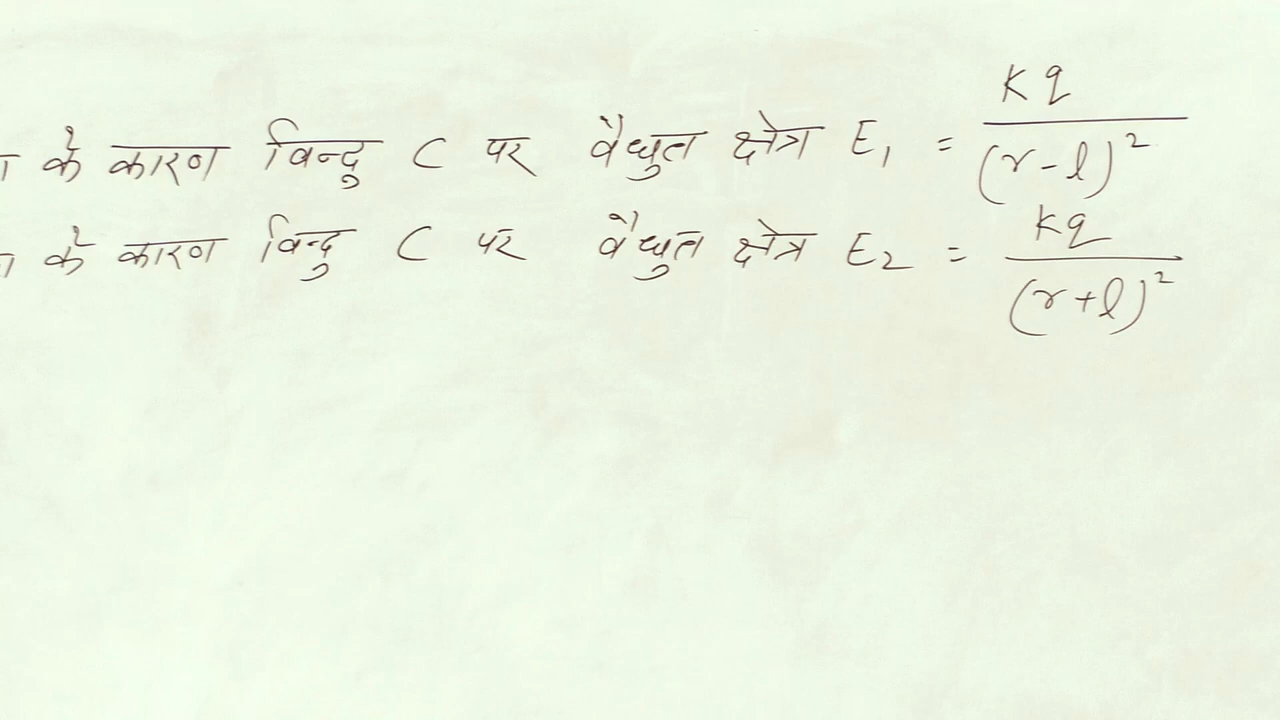 के कारण विन्दु C पर वैद्युत क्षेत्र E₁ = Kq / (r-l)²
के कारण विन्दु C पर वैद्युत क्षेत्र E₂ = Kq / (r+l)²